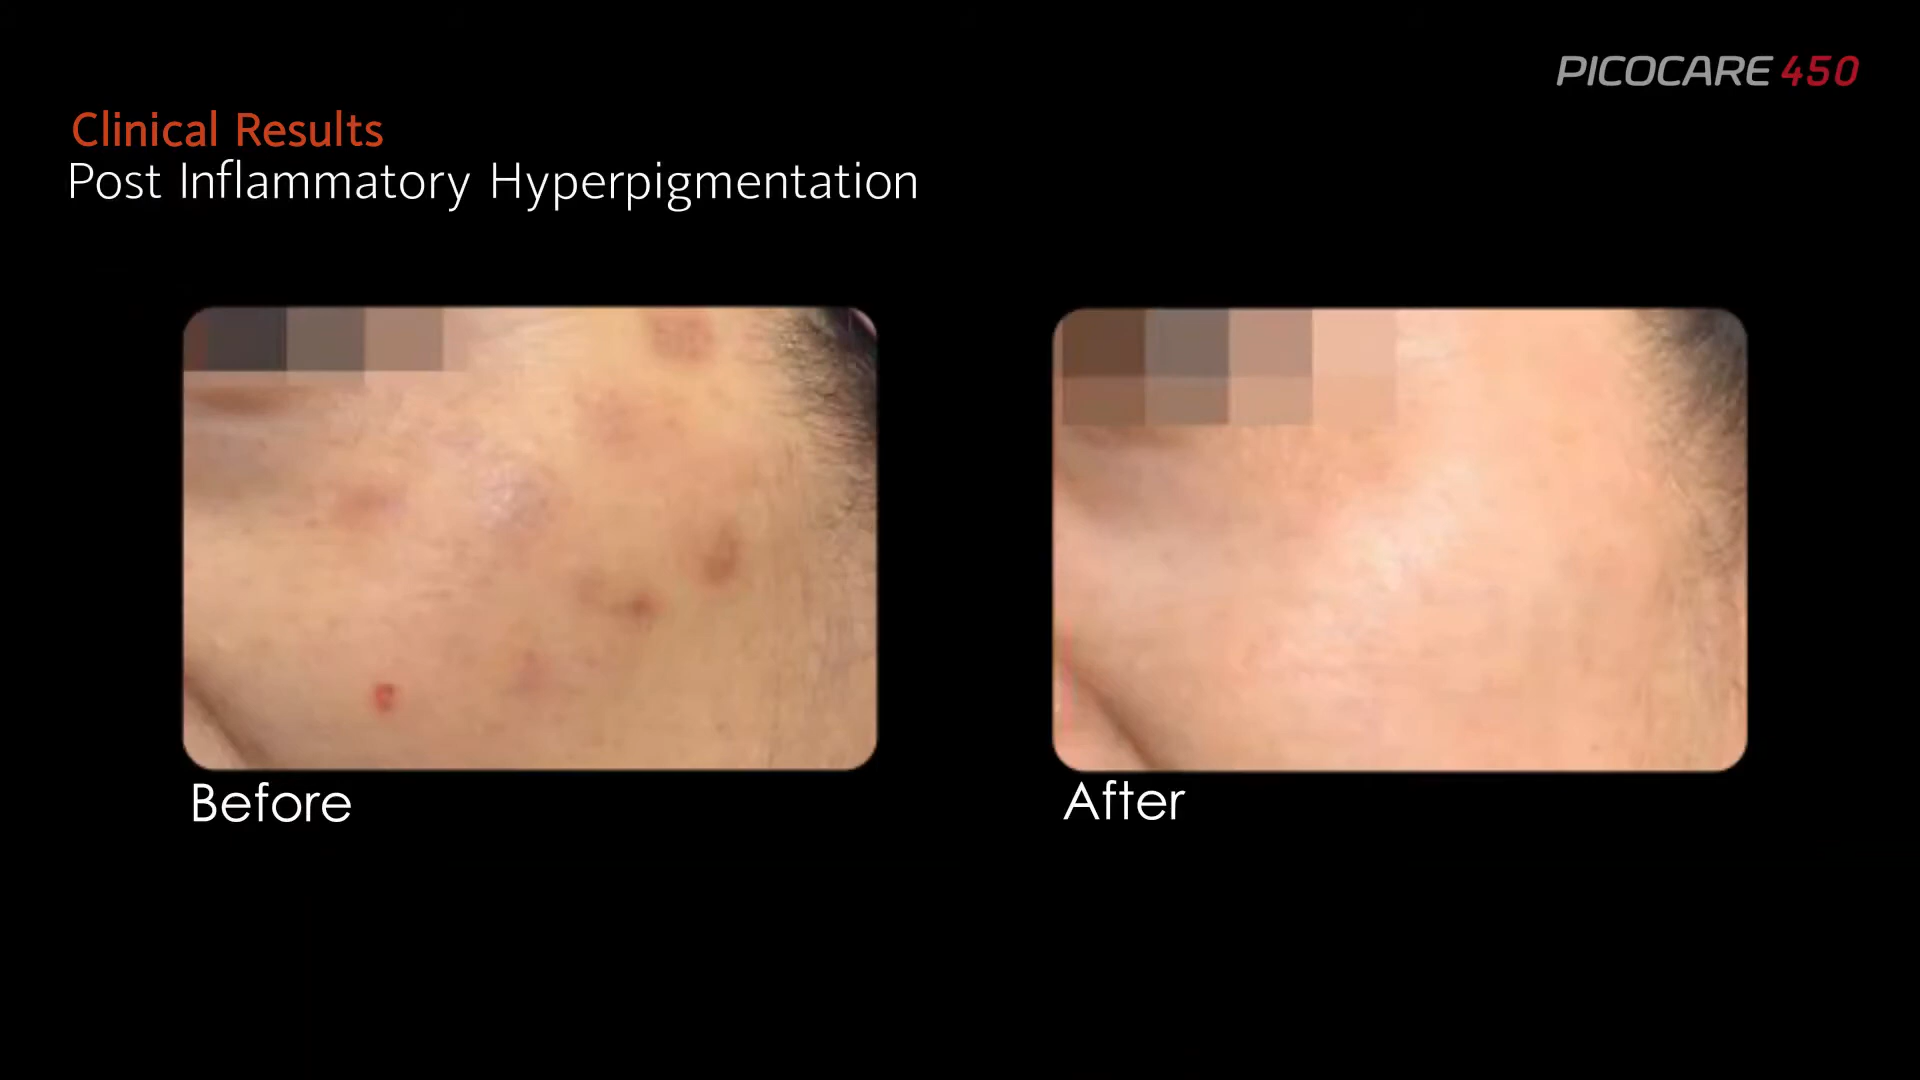 PICOCARE 450
Clinical Results
Post Inflammatory Hyperpigmentation
Before
After